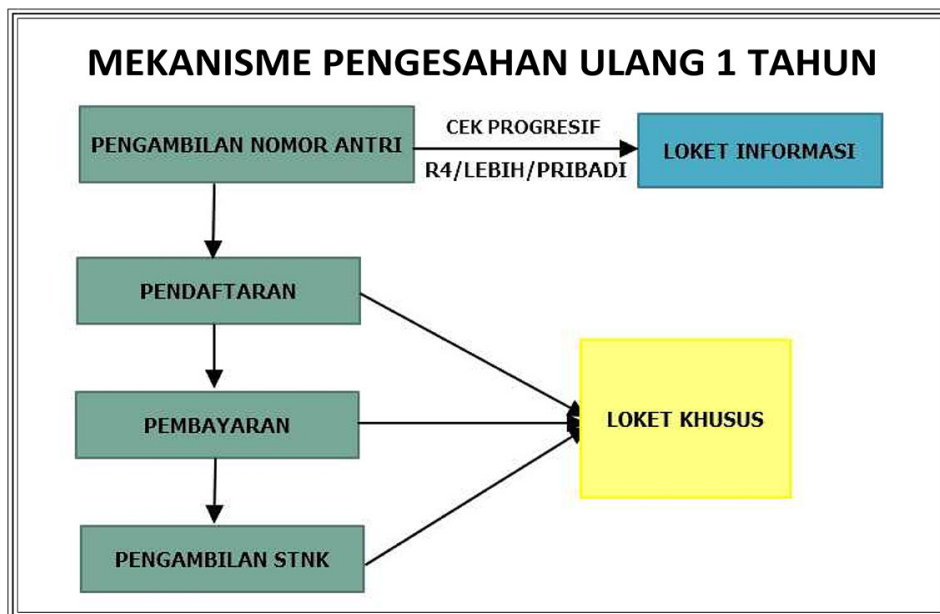 MEKANISME PENGESAHAN ULANG 1 TAHUN
PENGAMBILAN NOMOR ANTRI
CEK PROGRESIF
R4/LEBIH/PRIBADI
LOKET INFORMASI
PENDAFTARAN
PEMBAYARAN
LOKET KHUSUS
PENGAMBILAN STNK